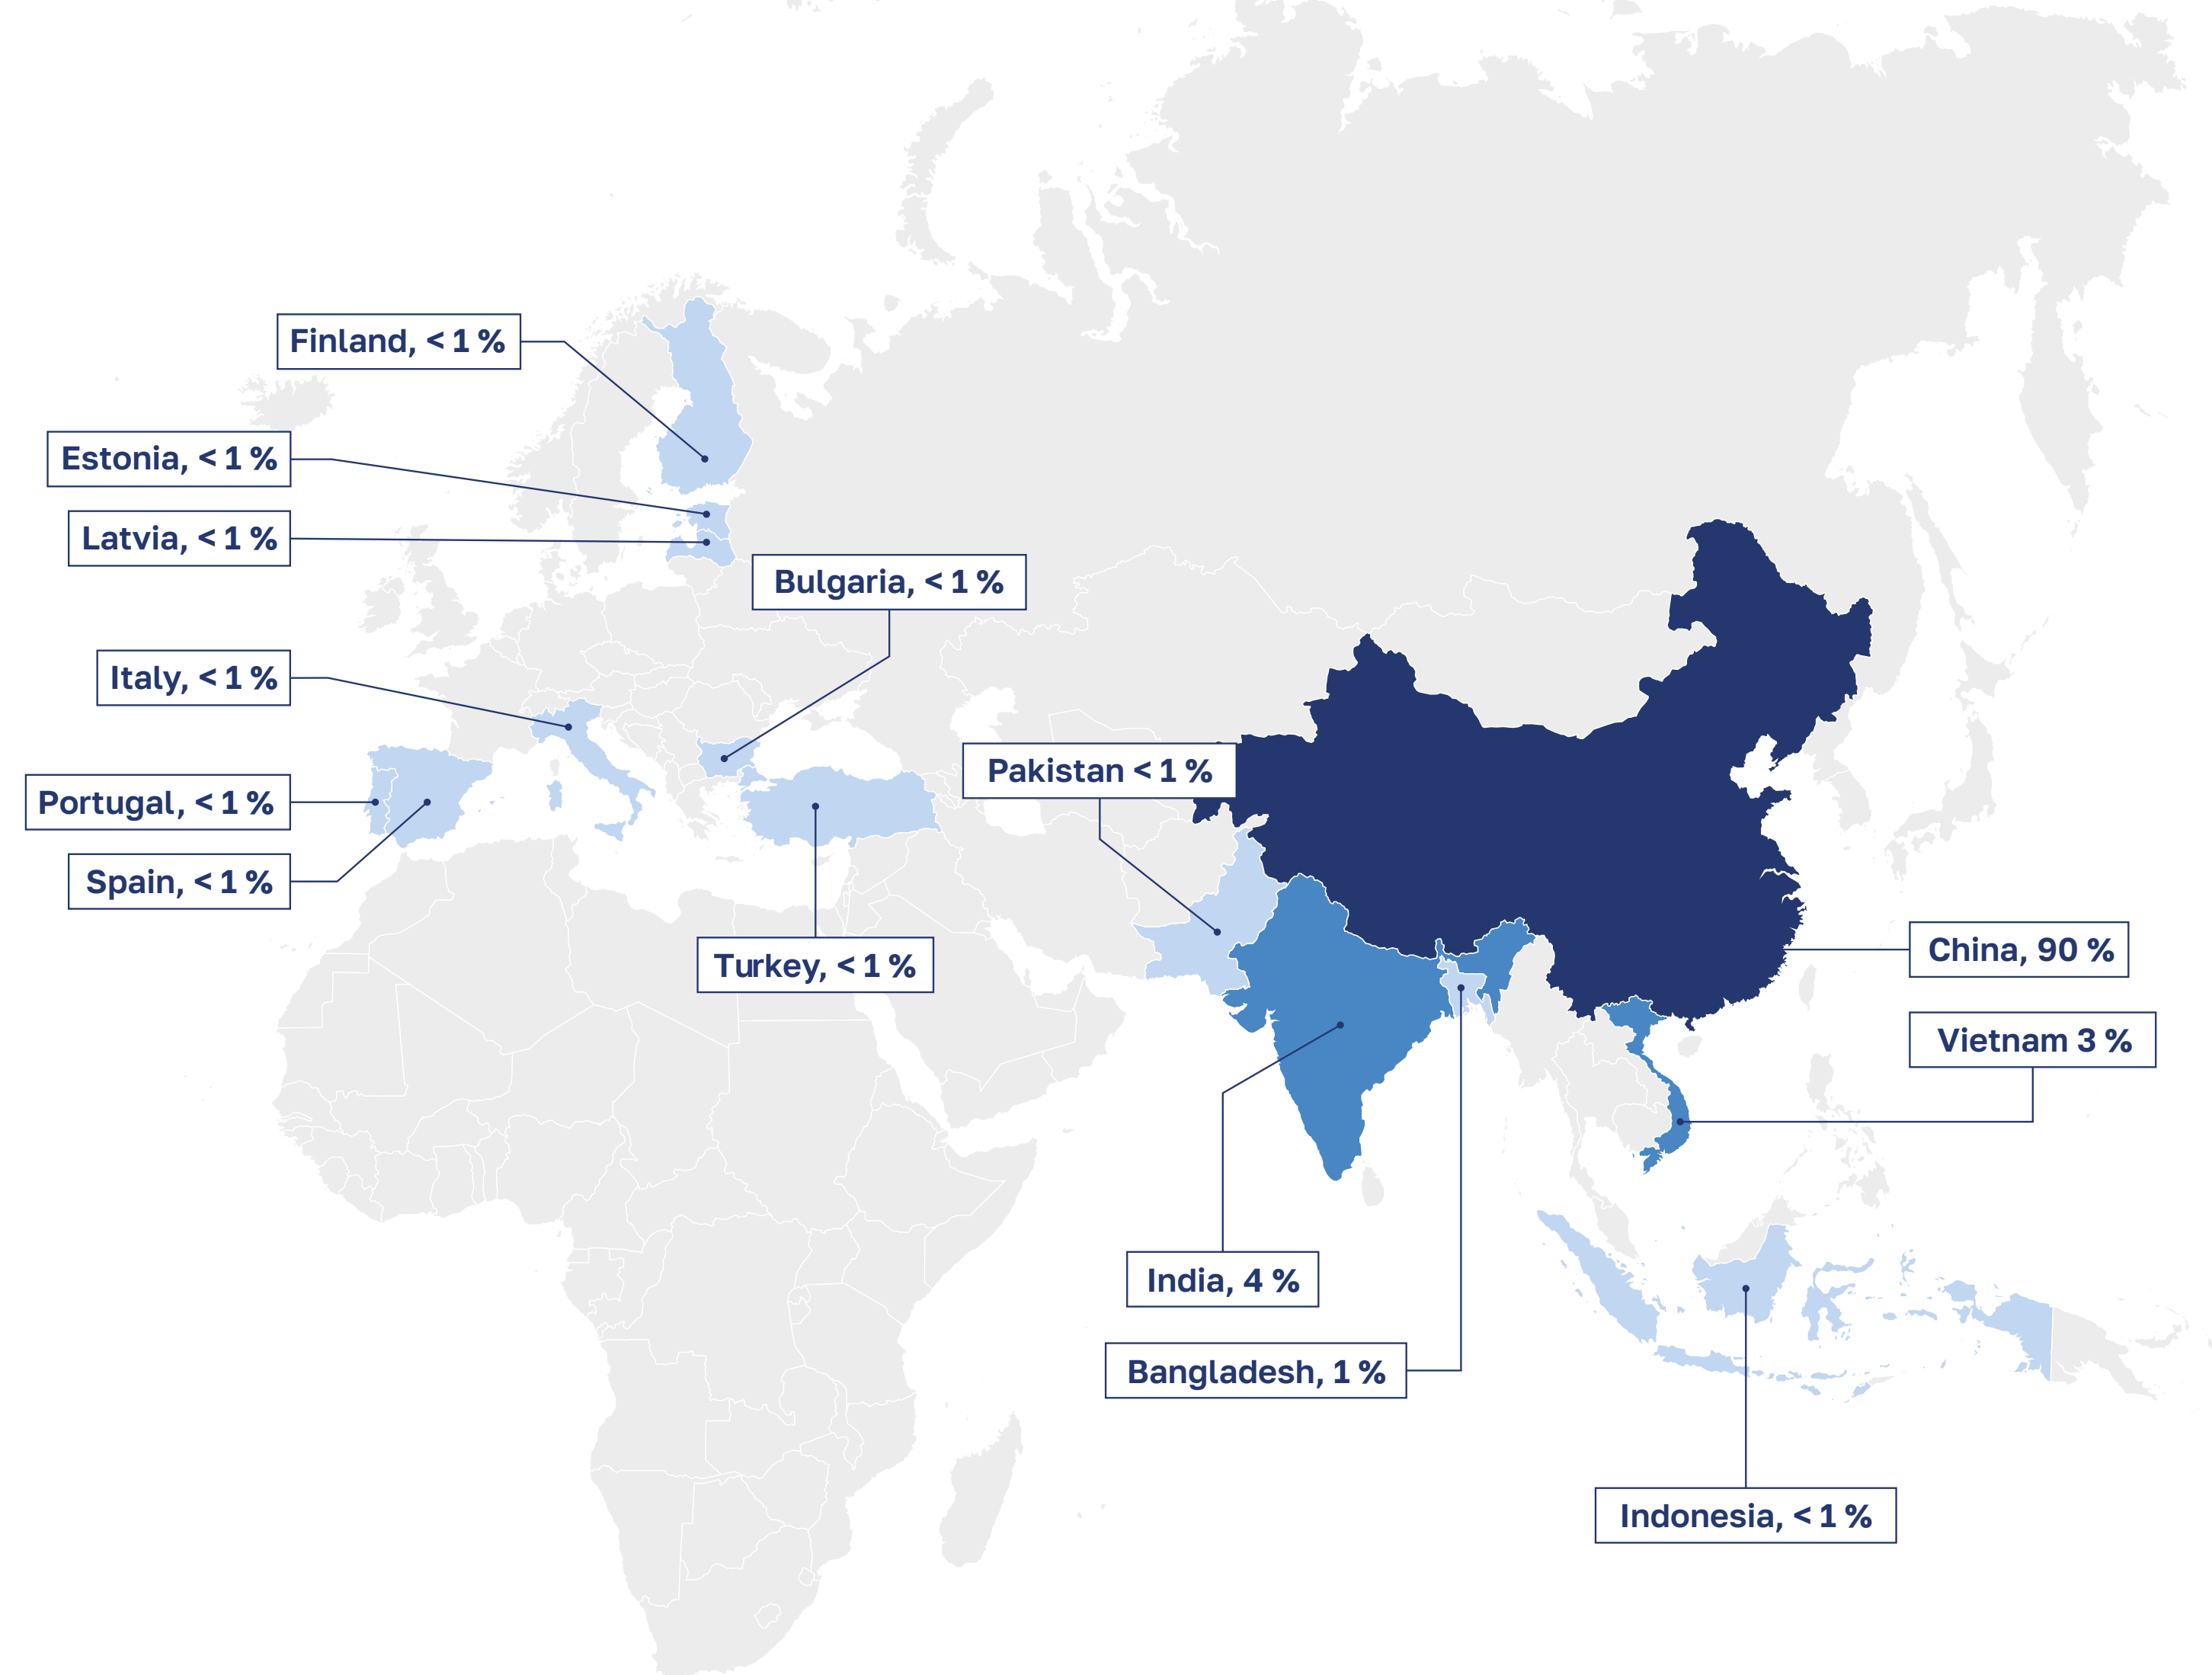 Finland, < 1 %
Estonia, < 1 %
Latvia, < 1 %
Bulgaria, < 1 %
Italy, < 1 %
Pakistan < 1 %
Portugal, < 1 %
Spain, < 1 %
Turkey, < 1 %
China, 90 %
Vietnam 3 %
India, 4 %
Bangladesh, 1 %
Indonesia, < 1 %